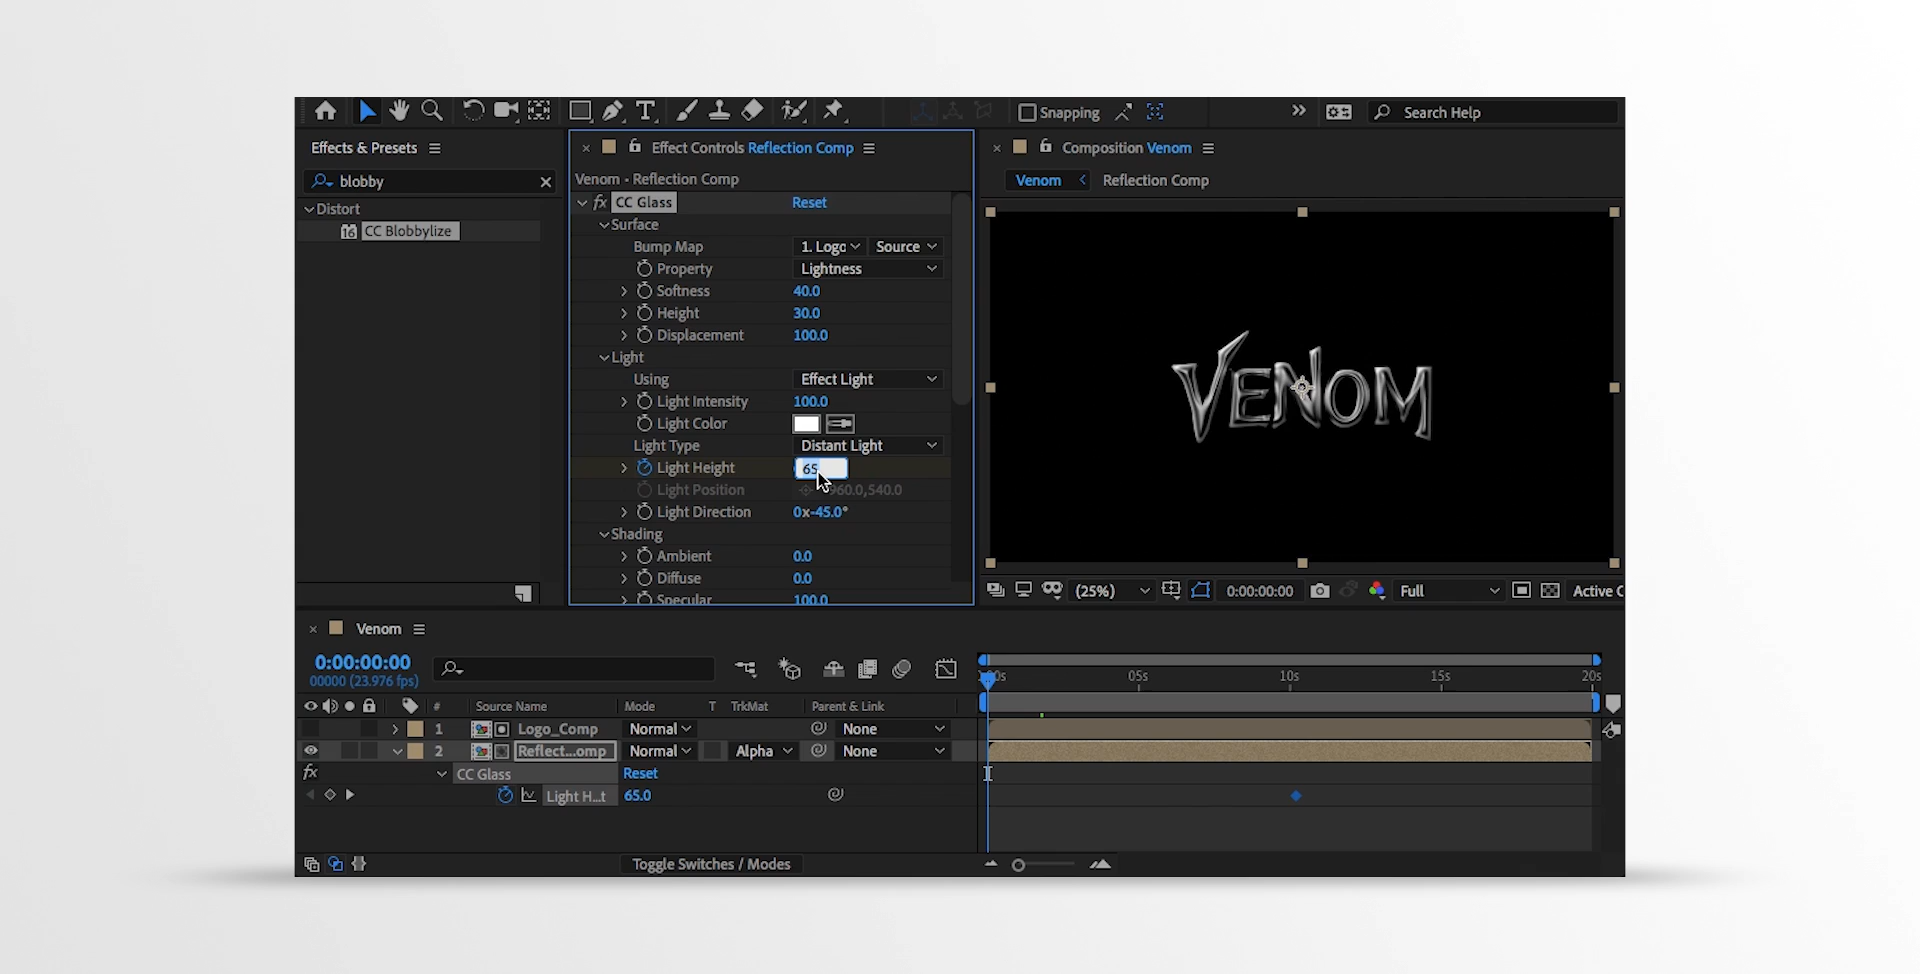 Snapping
Search Help
Effects & Presets
blobby
Distort
16 CC Blobbylize
Effect Controls Reflection Comp
Venom • Reflection Comp
fx CC Glass Reset
Surface
Bump Map 1. Logo Source
Property Lightness
Softness 40.0
Height 30.0
Displacement 100.0
Light
Using Effect Light
Light Intensity 100.0
Light Color
Light Type Distant Light
Light Height 65
Light Position 960.0,540.0
Light Direction 0x-45.0°
Shading
Ambient 0.0
Diffuse 0.0
Specular 100.0
Composition Venom
Venom Reflection Comp
VENOM
(25%) 0:00:00:00 Full Active C
Venom
0:00:00:00
00000 (23.976 fps)
# Source Name Mode T TrkMat Parent & Link
1 Logo_Comp Normal None
2 Reflect...omp Normal Alpha None
fx CC Glass Reset
Light H...t 65.0
:00s 05s 10s 15s 20s
Toggle Switches / Modes